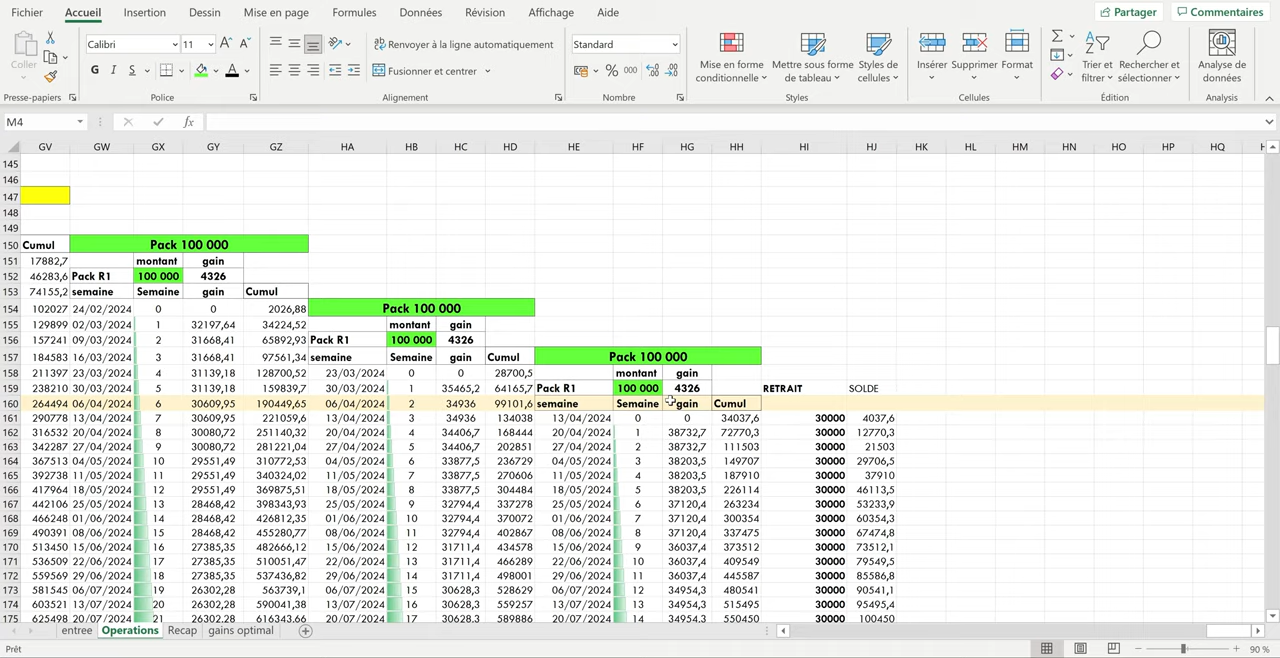 Fichier Accueil Insertion Dessin Mise en page Formules Données Révision Affichage Aide Partager Commentaires
Coller Calibri 11 A A Renvoyer à la ligne automatiquement Standard
G I S A Fusionner et centrer % 000 Mise en forme conditionnelle Mettre sous forme de tableau Styles de cellules Insérer Supprimer Format Trier et filtrer Rechercher et sélectionner Analyse de données
Presse-papiers Police Alignement Nombre Styles Cellules Édition Analysis
M4 fx
GV GW GX GY GZ HA HB HC HD HE HF HG HH HI HJ HK HL HM HN HO HP HQ
145
146
147
148
149
150 Cumul Pack 100 000
151 17882,7 montant gain
152 46283,6 Pack R1 100 000 4326
153 74155,2 semaine Semaine gain Cumul
154 102027 24/02/2024 0 0 2026,88 Pack 100 000
155 129899 02/03/2024 1 32197,64 34224,52 montant gain
156 157241 09/03/2024 2 31668,41 65892,93 Pack R1 100 000 4326
157 184583 16/03/2024 3 31668,41 97561,34 semaine Semaine gain Cumul Pack 100 000
158 211397 23/03/2024 4 31139,18 128700,52 23/03/2024 0 0 28700,5 montant gain
159 238210 30/03/2024 5 31139,18 159839,7 30/03/2024 1 35465,2 64165,7 Pack R1 100 000 4326 RETRAIT SOLDE
160 264494 06/04/2024 6 30609,95 190449,65 06/04/2024 2 34936 99101,6 semaine Semaine gain Cumul
161 290778 13/04/2024 7 30609,95 221059,6 13/04/2024 3 34936 134038 13/04/2024 0 0 34037,6 30000 4037,6
162 316532 20/04/2024 8 30080,72 251140,32 20/04/2024 4 34406,7 168444 20/04/2024 1 38732,7 72770,3 30000 12770,3
163 342287 27/04/2024 9 30080,72 281221,04 27/04/2024 5 34406,7 202851 27/04/2024 2 38732,7 111503 30000 21503
164 367513 04/05/2024 10 29551,49 310772,53 04/05/2024 6 33877,5 236729 04/05/2024 3 38203,5 149707 30000 29706,5
165 392738 11/05/2024 11 29551,49 340324,02 11/05/2024 7 33877,5 270606 11/05/2024 4 38203,5 187910 30000 37910
166 417964 18/05/2024 12 29551,49 369875,51 18/05/2024 8 33877,5 304484 18/05/2024 5 38203,5 226114 30000 46113,5
167 442106 25/05/2024 13 28468,42 398343,93 25/05/2024 9 32794,4 337278 25/05/2024 6 37120,4 263234 30000 53233,9
168 466248 01/06/2024 14 28468,42 426812,35 01/06/2024 10 32794,4 370072 01/06/2024 7 37120,4 300354 30000 60354,3
169 490391 08/06/2024 15 28468,42 455280,77 08/06/2024 11 32794,4 402867 08/06/2024 8 37120,4 337475 30000 67474,8
170 513450 15/06/2024 16 27385,35 482666,12 15/06/2024 12 31711,4 434578 15/06/2024 9 36037,4 373512 30000 73512,1
171 536509 22/06/2024 17 27385,35 510051,47 22/06/2024 13 31711,4 466289 22/06/2024 10 36037,4 409549 30000 79549,5
172 559569 29/06/2024 18 27385,35 537436,82 29/06/2024 14 31711,4 498001 29/06/2024 11 36037,4 445587 30000 85586,8
173 581545 06/07/2024 19 26302,28 563739,1 06/07/2024 15 30628,3 528629 06/07/2024 12 34954,3 480541 30000 90541,1
174 603521 13/07/2024 20 26302,28 590041,38 13/07/2024 16 30628,3 559257 13/07/2024 13 34954,3 515495 30000 95495,4
175 625498 20/07/2024 21 26302,28 616343,66 20/07/2024 17 30628,3 589886 20/07/2024 14 34954,3 550450 30000 100450
entree Operations Recap gains optimal
Prêt 90 %